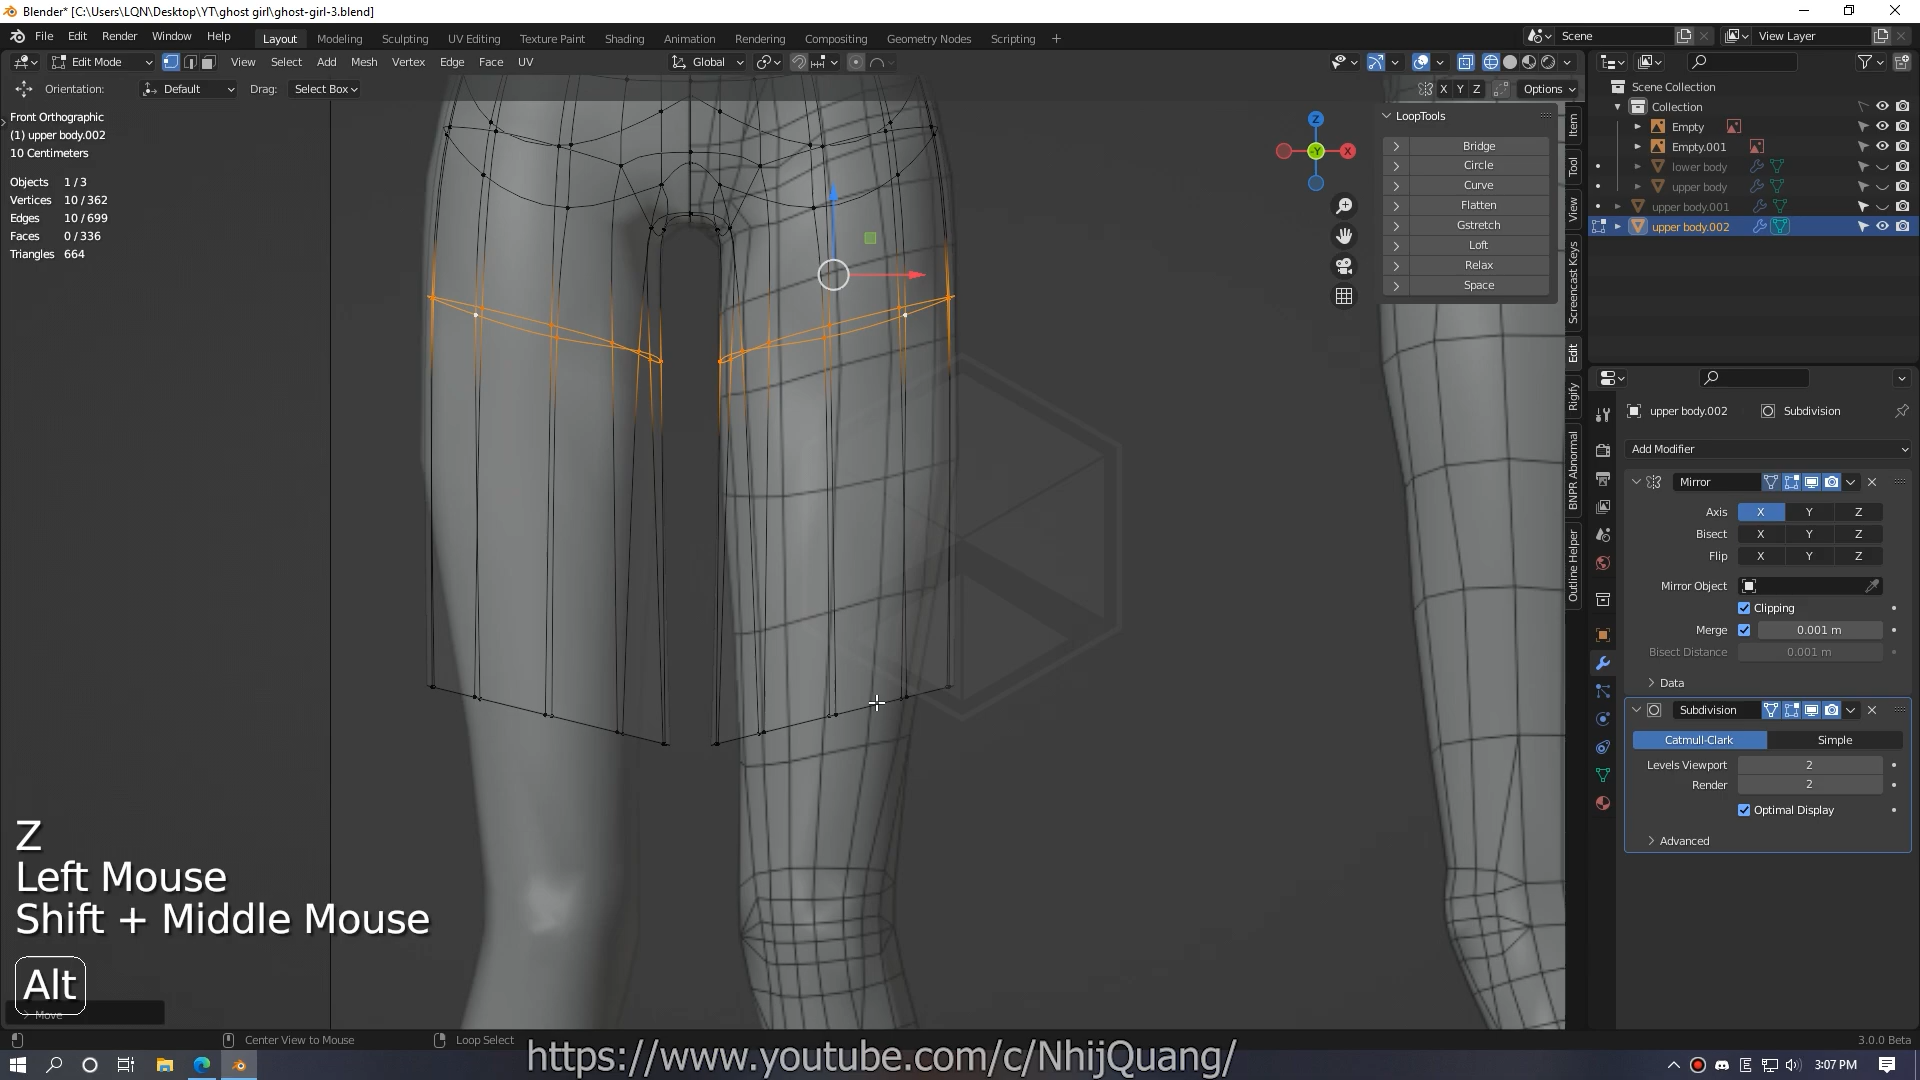 Blender* [C:\Users\LQN\Desktop\YT\ghost girl\ghost-girl-3.blend]
File Edit Render Window Help Layout Modeling Sculpting UV Editing Texture Paint Shading Animation Rendering Compositing Geometry Nodes Scripting + Scene View Layer
Edit Mode View Select Add Mesh Vertex Edge Face UV Global
Orientation: Default Drag: Select Box X Y Z Options
Front Orthographic
(1) upper body.002
10 Centimeters
Objects 1/3
Vertices 10/362
Edges 10/699
Faces 0/336
Triangles 664
Z
X
-Y
LoopTools
Bridge
Circle
Curve
Flatten
Gstretch
Loft
Relax
Space
Item
Tool
View
Screencast Keys
Edit
Rigify
BNPR Abnormal
Outline Helper
Scene Collection
Collection
Empty
Empty.001
lower body
upper body
upper body.001
upper body.002
upper body.002 Subdivision
Add Modifier
Mirror
Axis X Y Z
Bisect X Y Z
Flip X Y Z
Mirror Object
Clipping
Merge 0.001 m
Bisect Distance 0.001 m
Data
Subdivision
Catmull-Clark Simple
Levels Viewport 2
Render 2
Optimal Display
Advanced
Z
Left Mouse
Shift + Middle Mouse
Alt
Move
Center View to Mouse Loop Select 3.0.0 Beta
https://www.youtube.com/c/NhijQuang/
3:07 PM